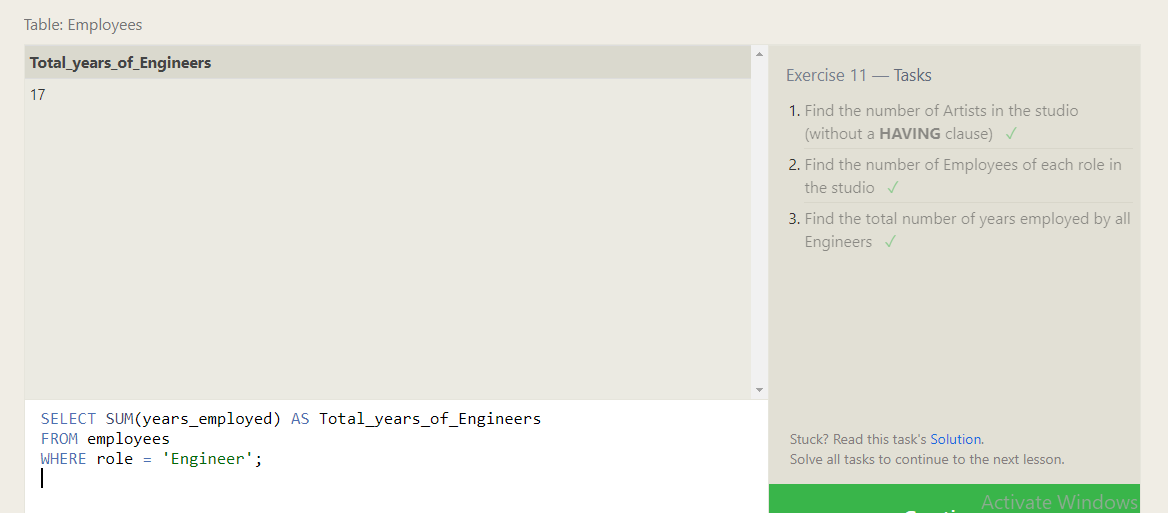 Table: Employees
Total_years_of_Engineers
17
SELECT SUM(years_employed) AS Total_years_of_Engineers
FROM employees
WHERE role = 'Engineer';
Exercise 11 — Tasks
1. Find the number of Artists in the studio
(without a HAVING clause) ✓
2. Find the number of Employees of each role in
the studio ✓
3. Find the total number of years employed by all
Engineers ✓
Stuck? Read this task's Solution.
Solve all tasks to continue to the next lesson.
Activate Windows